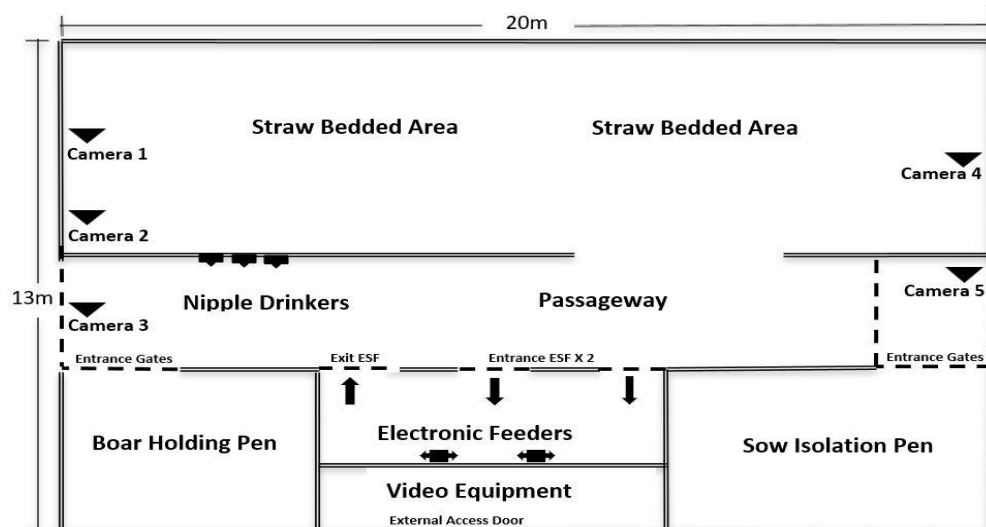 20m
Straw Bedded Area
Straw Bedded Area
Camera 1
Camera 4
Camera 2
13m
Nipple Drinkers
Passageway
Camera 5
Camera 3
Entrance Gates
Exit ESF
Entrance ESF X 2
Entrance Gates
Boar Holding Pen
Electronic Feeders
Sow Isolation Pen
Video Equipment
External Access Door